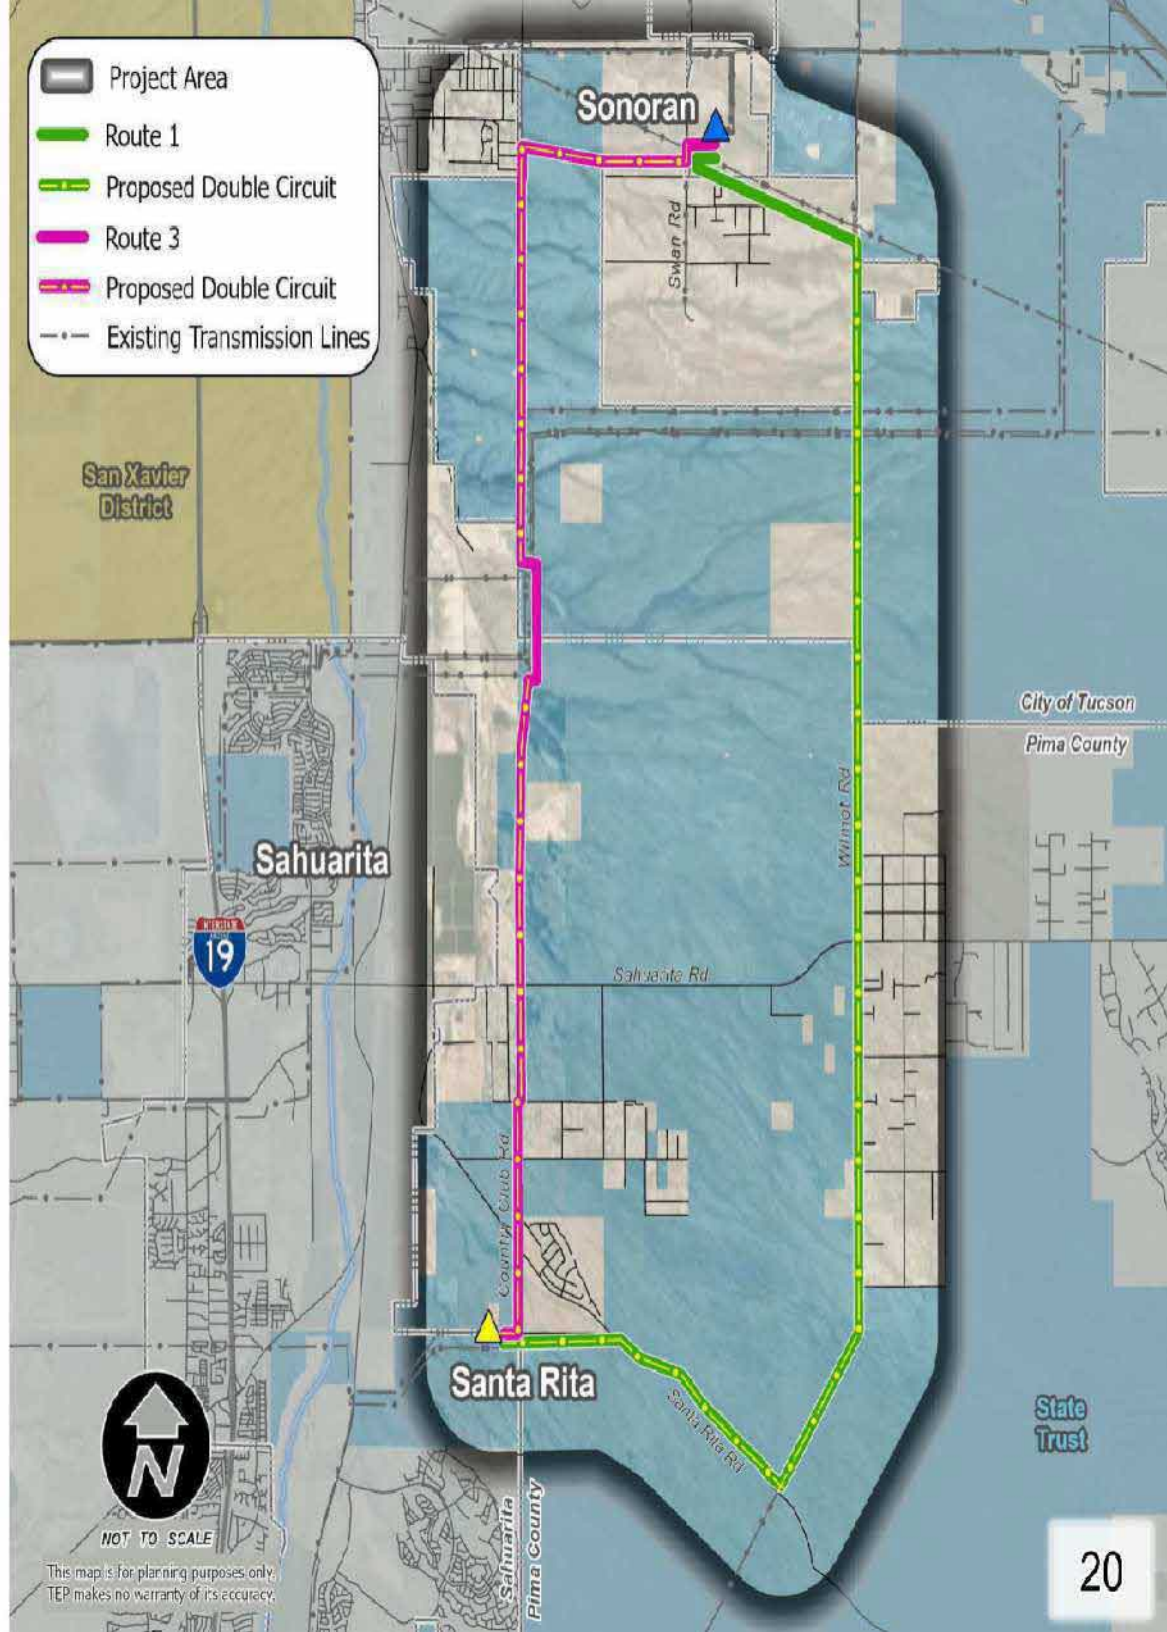 Project Area
Route 1
Proposed Double Circuit
Route 3
Proposed Double Circuit
Existing Transmission Lines
Sonoran
Swan Rd
San Xavier
District
City of Tucson
Pima County
Wilmot Rd
Sahuarita
19
Sahuarita Rd
Country Club Rd
Santa Rita
Santa Rita Rd
State
Trust
N
NOT TO SCALE
This map is for planning purposes only.
TEP makes no warranty of its accuracy.
Sahuarita
Pima County
20